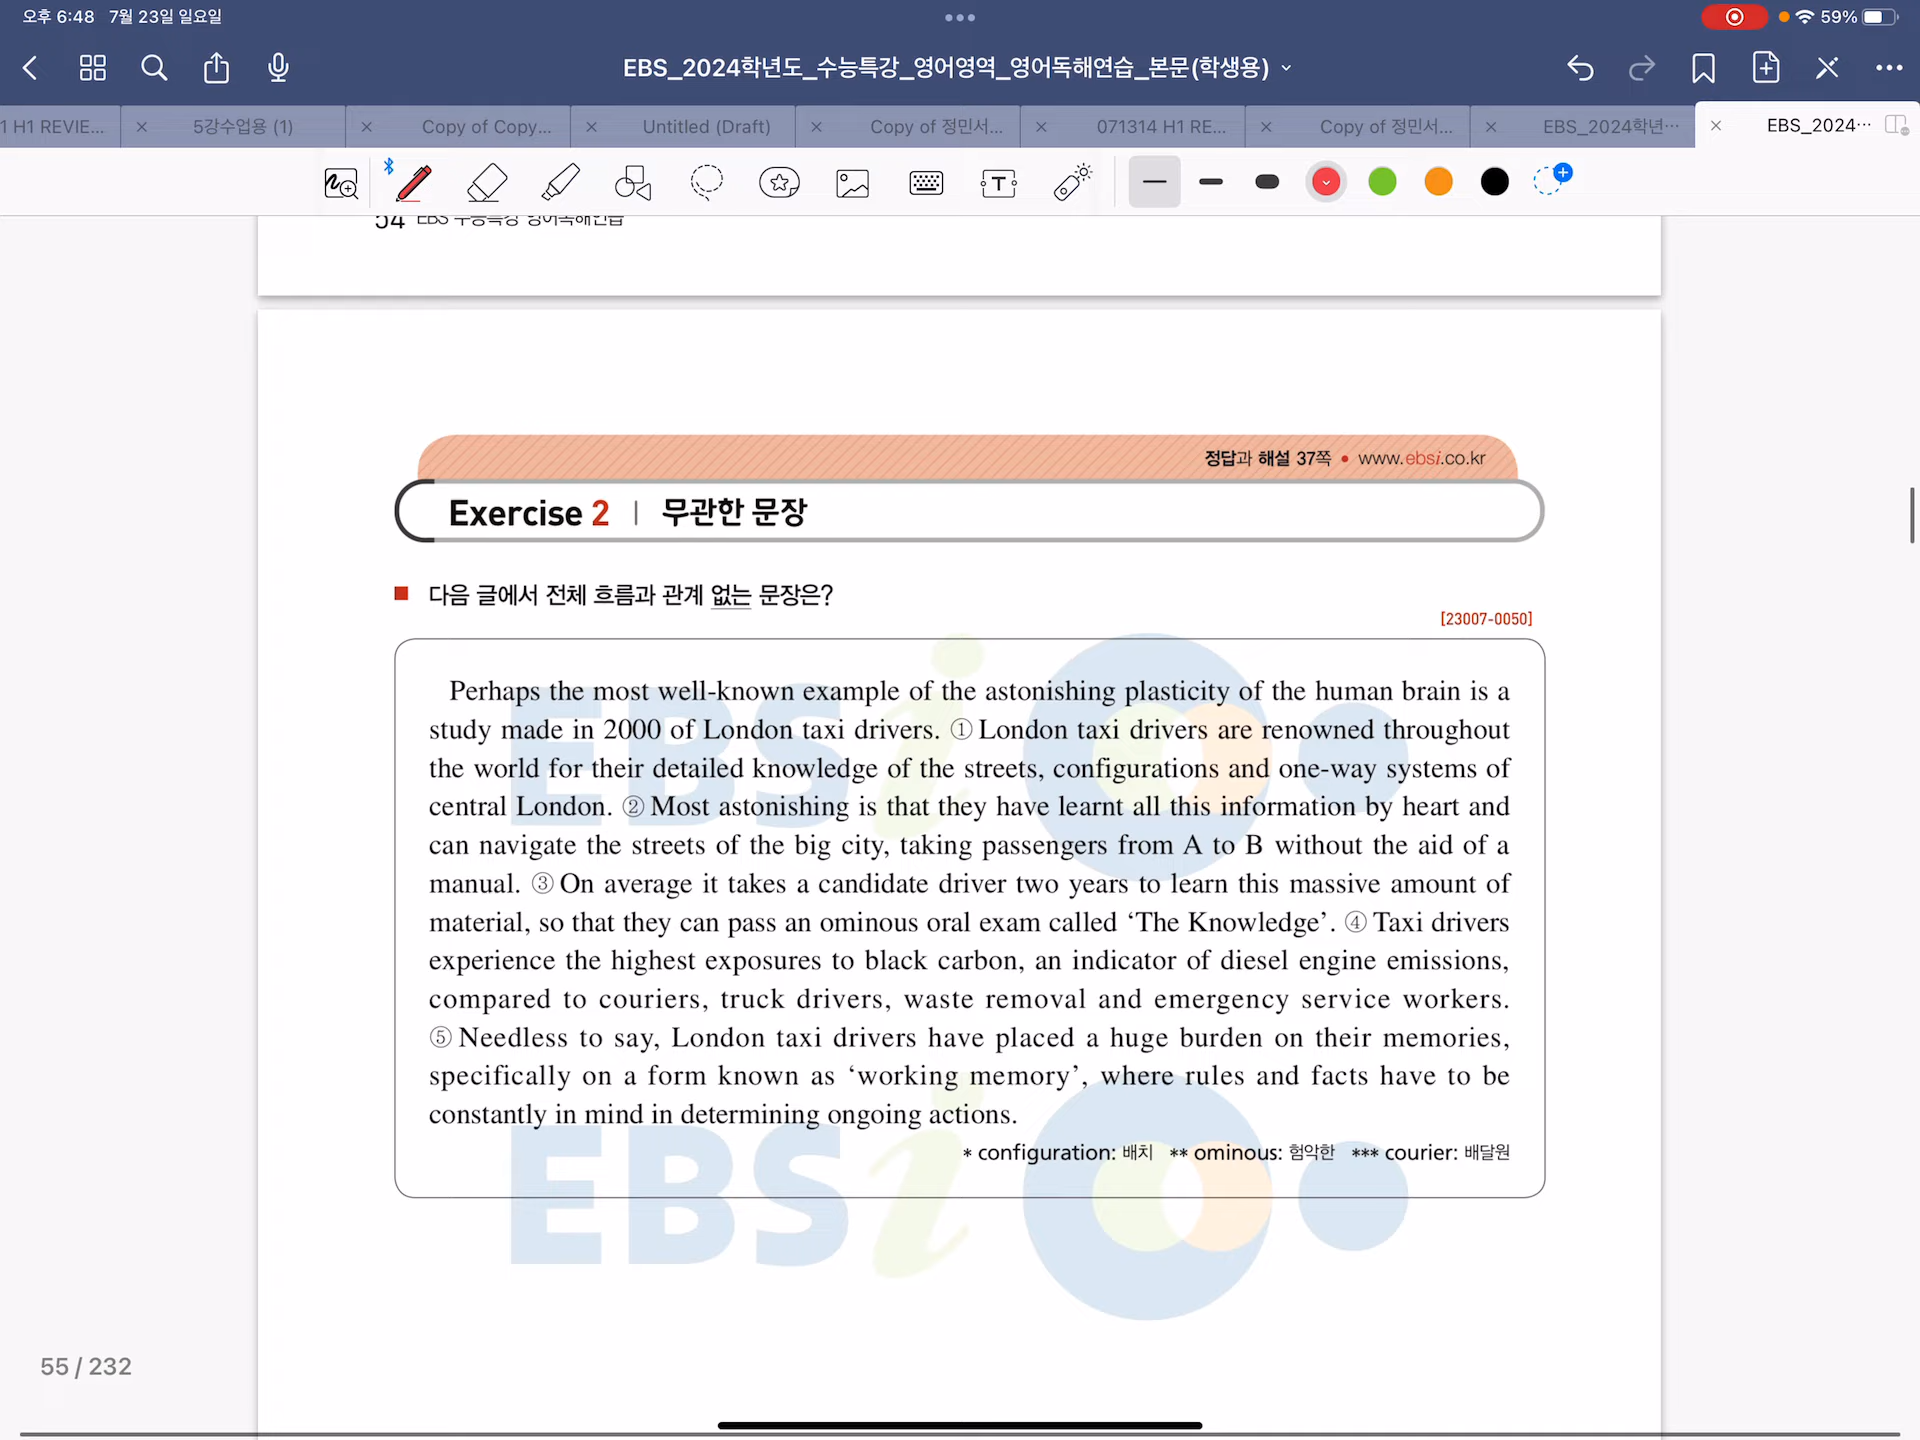 오후 6:48 7월 23일 일요일
59%
EBS_2024학년도_수능특강_영어영역_영어독해연습_본문(학생용)
1 H1 REVIE...
5강수업용 (1)
Copy of Copy...
Untitled (Draft)
Copy of 정민서...
071314 H1 RE...
Copy of 정민서...
EBS_2024학년...
EBS_2024...
54 EBS 수능특강 영어독해연습
정답과 해설 37쪽 • www.ebsi.co.kr
Exercise 2 | 무관한 문장
다음 글에서 전체 흐름과 관계 없는 문장은?
[23007-0050]
Perhaps the most well-known example of the astonishing plasticity of the human brain is a
study made in 2000 of London taxi drivers. ① London taxi drivers are renowned throughout
the world for their detailed knowledge of the streets, configurations and one-way systems of
central London. ② Most astonishing is that they have learnt all this information by heart and
can navigate the streets of the big city, taking passengers from A to B without the aid of a
manual. ③ On average it takes a candidate driver two years to learn this massive amount of
material, so that they can pass an ominous oral exam called ‘The Knowledge’. ④ Taxi drivers
experience the highest exposures to black carbon, an indicator of diesel engine emissions,
compared to couriers, truck drivers, waste removal and emergency service workers.
⑤ Needless to say, London taxi drivers have placed a huge burden on their memories,
specifically on a form known as ‘working memory’, where rules and facts have to be
constantly in mind in determining ongoing actions.
* configuration: 배치 ** ominous: 험악한 *** courier: 배달원
EBSi
EBSi
55 / 232